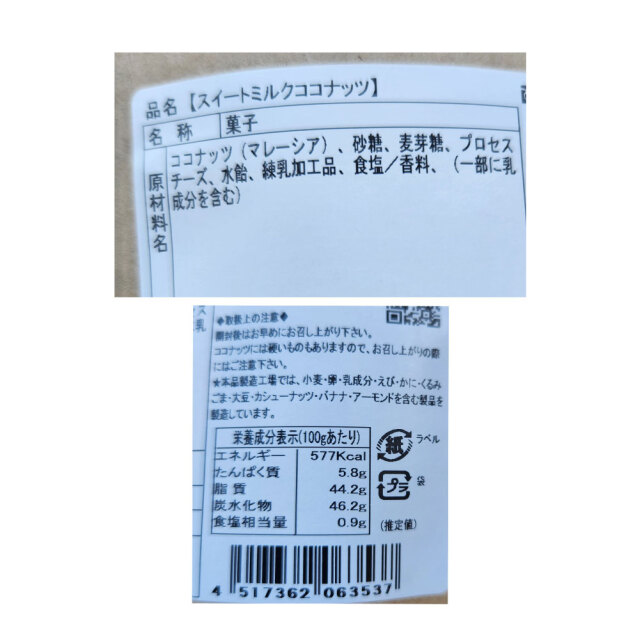 品名【スイートミルクココナッツ】
名 称 菓子
原材料名 ココナッツ（マレーシア）、砂糖、麦芽糖、プロセス
チーズ、水飴、練乳加工品、食塩／香料、（一部に乳
成分を含む）
◆取扱上の注意◆
開封後はお早めにお召し上がり下さい。
ココナッツには硬いものもありますので、お召し上がりの際
にはご注意下さい。
★本品製造工場では、小麦・卵・乳成分・えび・かに・くるみ
ごま・大豆・カシューナッツ・バナナ・アーモンドを含む製品を
製造しています。
栄養成分表示(100gあたり)
エネルギー 577Kcal
たんぱく質 5.8g
脂質 44.2g
炭水化物 46.2g
食塩相当量 0.9g
(推定値)
紙 ラベル
プラ 袋
4 517362 063537